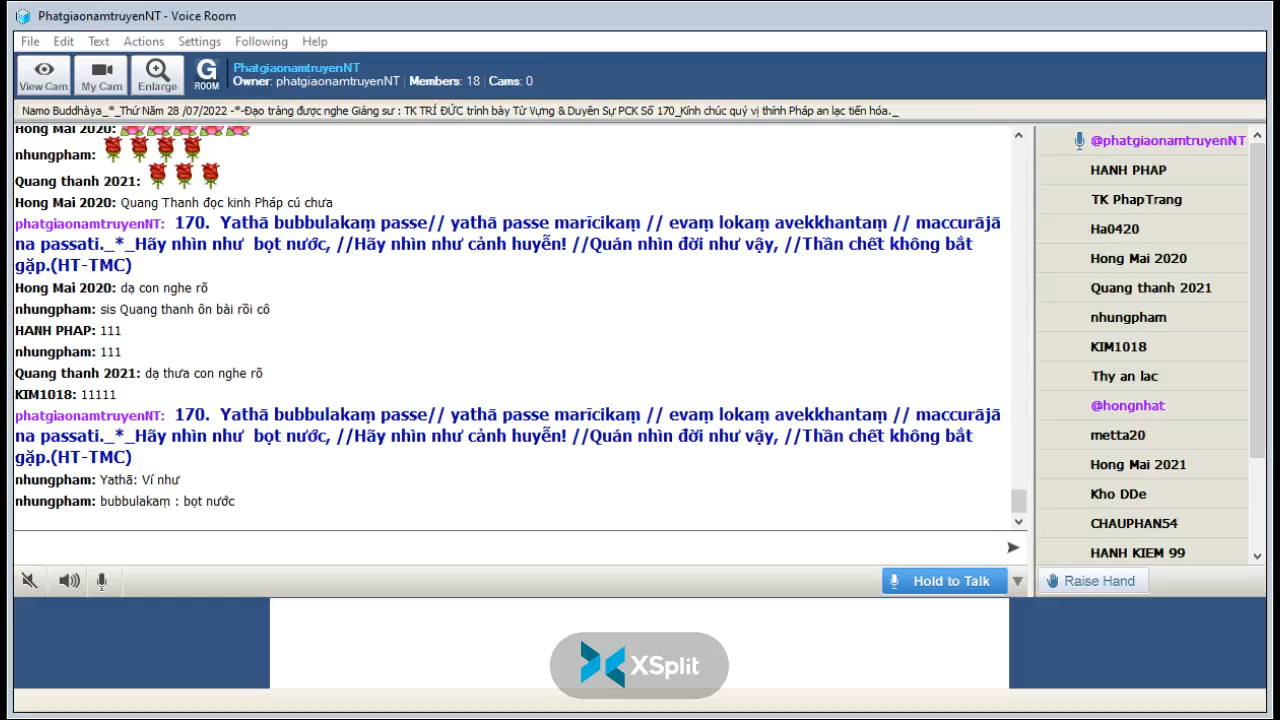 PhatgiaonamtruyenNT - Voice Room
File Edit Text Actions Settings Following Help
View Cam My Cam Enlarge G ROOM
PhatgiaonamtruyenNT
Owner: phatgiaonamtruyenNT | Members: 18 | Cams: 0
Namo Buddhàya_*_Thứ Năm 28 /07/2022 -*-Đạo tràng được nghe Giảng sư : TK TRÍ ĐỨC trình bày Từ Vựng & Duyên Sự PCK Số 170_Kính chúc quý vị thính Pháp an lạc tiến hóa._
Hong Mai 2020:
nhungpham:
Quang thanh 2021:
Hong Mai 2020: Quang Thanh đọc kinh Pháp cú chưa
phatgiaonamtruyenNT: 170. Yathā bubbulakaṃ passe// yathā passe marīcikaṃ // evaṃ lokaṃ avekkhantaṃ // maccurājā
na passati._*_Hãy nhìn như bọt nước, //Hãy nhìn như cảnh huyễn! //Quán nhìn đời như vậy, //Thần chết không bắt
gặp.(HT-TMC)
Hong Mai 2020: dạ con nghe rõ
nhungpham: sis Quang thanh ôn bài rồi cô
HANH PHAP: 111
nhungpham: 111
Quang thanh 2021: dạ thưa con nghe rõ
KIM1018: 11111
phatgiaonamtruyenNT: 170. Yathā bubbulakaṃ passe// yathā passe marīcikaṃ // evaṃ lokaṃ avekkhantaṃ // maccurājā
na passati._*_Hãy nhìn như bọt nước, //Hãy nhìn như cảnh huyễn! //Quán nhìn đời như vậy, //Thần chết không bắt
gặp.(HT-TMC)
nhungpham: Yathā: Ví như
nhungpham: bubbulakaṃ : bọt nước
@phatgiaonamtruyenNT
HANH PHAP
TK PhapTrang
Ha0420
Hong Mai 2020
Quang thanh 2021
nhungpham
KIM1018
Thy an lac
@hongnhat
metta20
Hong Mai 2021
Kho DDe
CHAUPHAN54
HANH KIEM 99
Hold to Talk
Raise Hand
XSplit